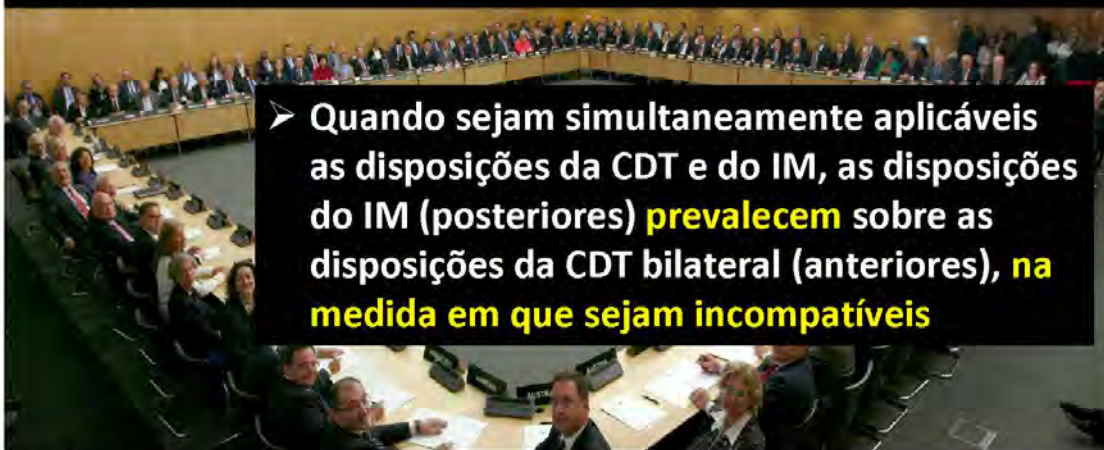 ➤ Quando sejam simultaneamente aplicáveis
as disposições da CDT e do IM, as disposições
do IM (posteriores) prevalecem sobre as
disposições da CDT bilateral (anteriores), na
medida em que sejam incompatíveis